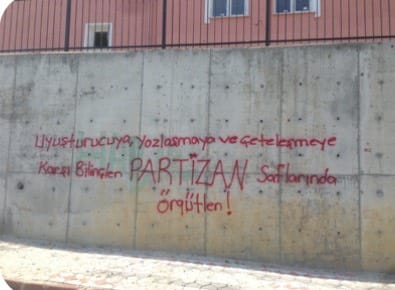 Uyuşturucuya, yozlaşmaya ve çeteleşmeye
Karşı Bilinçlen PARTİZAN Saflarında
Örgütlen!